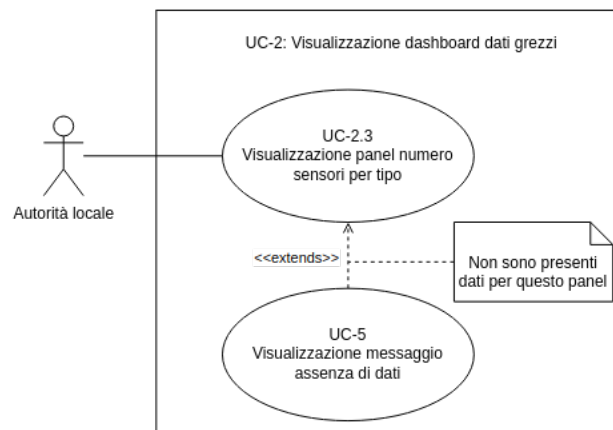 UC-2: Visualizzazione dashboard dati grezzi
UC-2.3
Visualizzazione panel numero
sensori per tipo
Autorità locale
<<extends>>
Non sono presenti
dati per questo panel
UC-5
Visualizzazione messaggio
assenza di dati